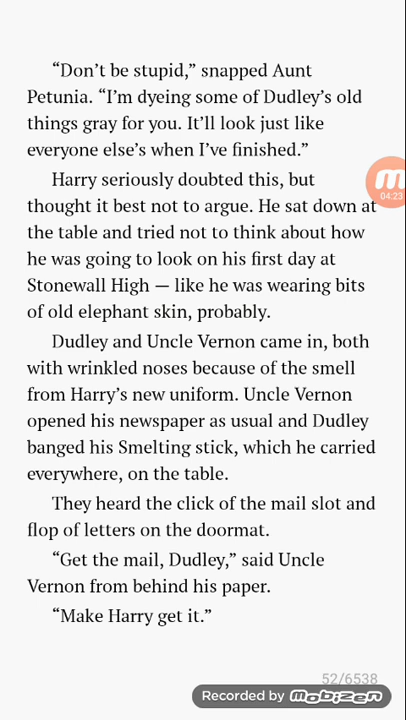 “Don’t be stupid,” snapped Aunt
Petunia. “I’m dyeing some of Dudley’s old
things gray for you. It’ll look just like
everyone else’s when I’ve finished.”
Harry seriously doubted this, but
thought it best not to argue. He sat down at
the table and tried not to think about how
he was going to look on his first day at
Stonewall High — like he was wearing bits
of old elephant skin, probably.
Dudley and Uncle Vernon came in, both
with wrinkled noses because of the smell
from Harry’s new uniform. Uncle Vernon
opened his newspaper as usual and Dudley
banged his Smelting stick, which he carried
everywhere, on the table.
They heard the click of the mail slot and
flop of letters on the doormat.
“Get the mail, Dudley,” said Uncle
Vernon from behind his paper.
“Make Harry get it.”
m
04:23
52/6538
Recorded by mobizen